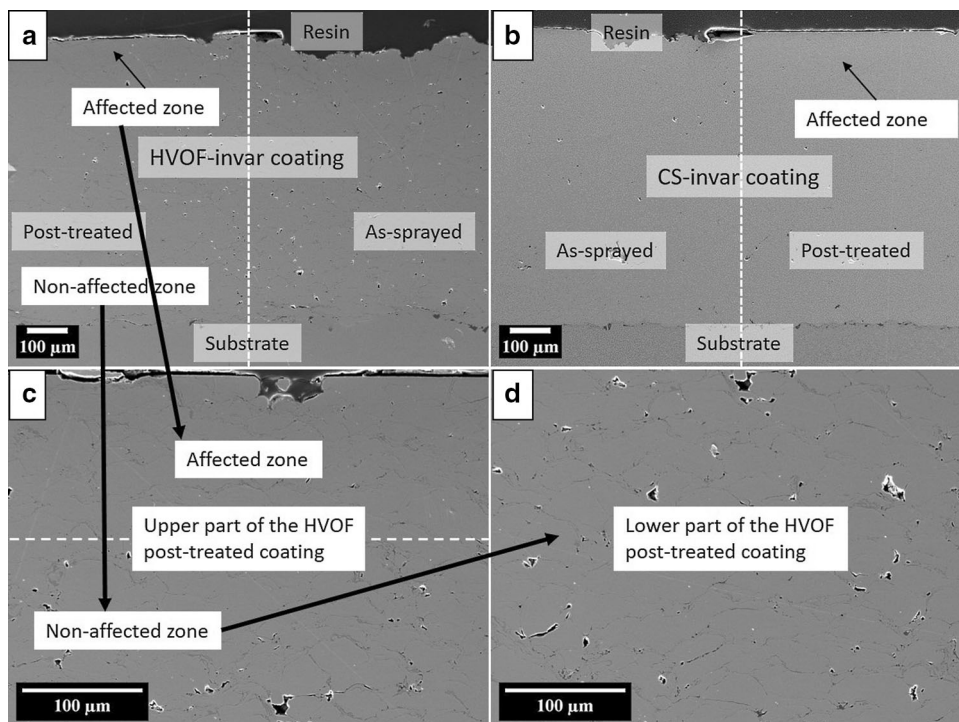 a
Resin
Affected zone
HVOF-invar coating
Post-treated
As-sprayed
Non-affected zone
Substrate
100 µm
b
Resin
Affected zone
CS-invar coating
As-sprayed
Post-treated
Substrate
100 µm
c
Affected zone
Upper part of the HVOF
post-treated coating
Non-affected zone
100 µm
d
Lower part of the HVOF
post-treated coating
100 µm